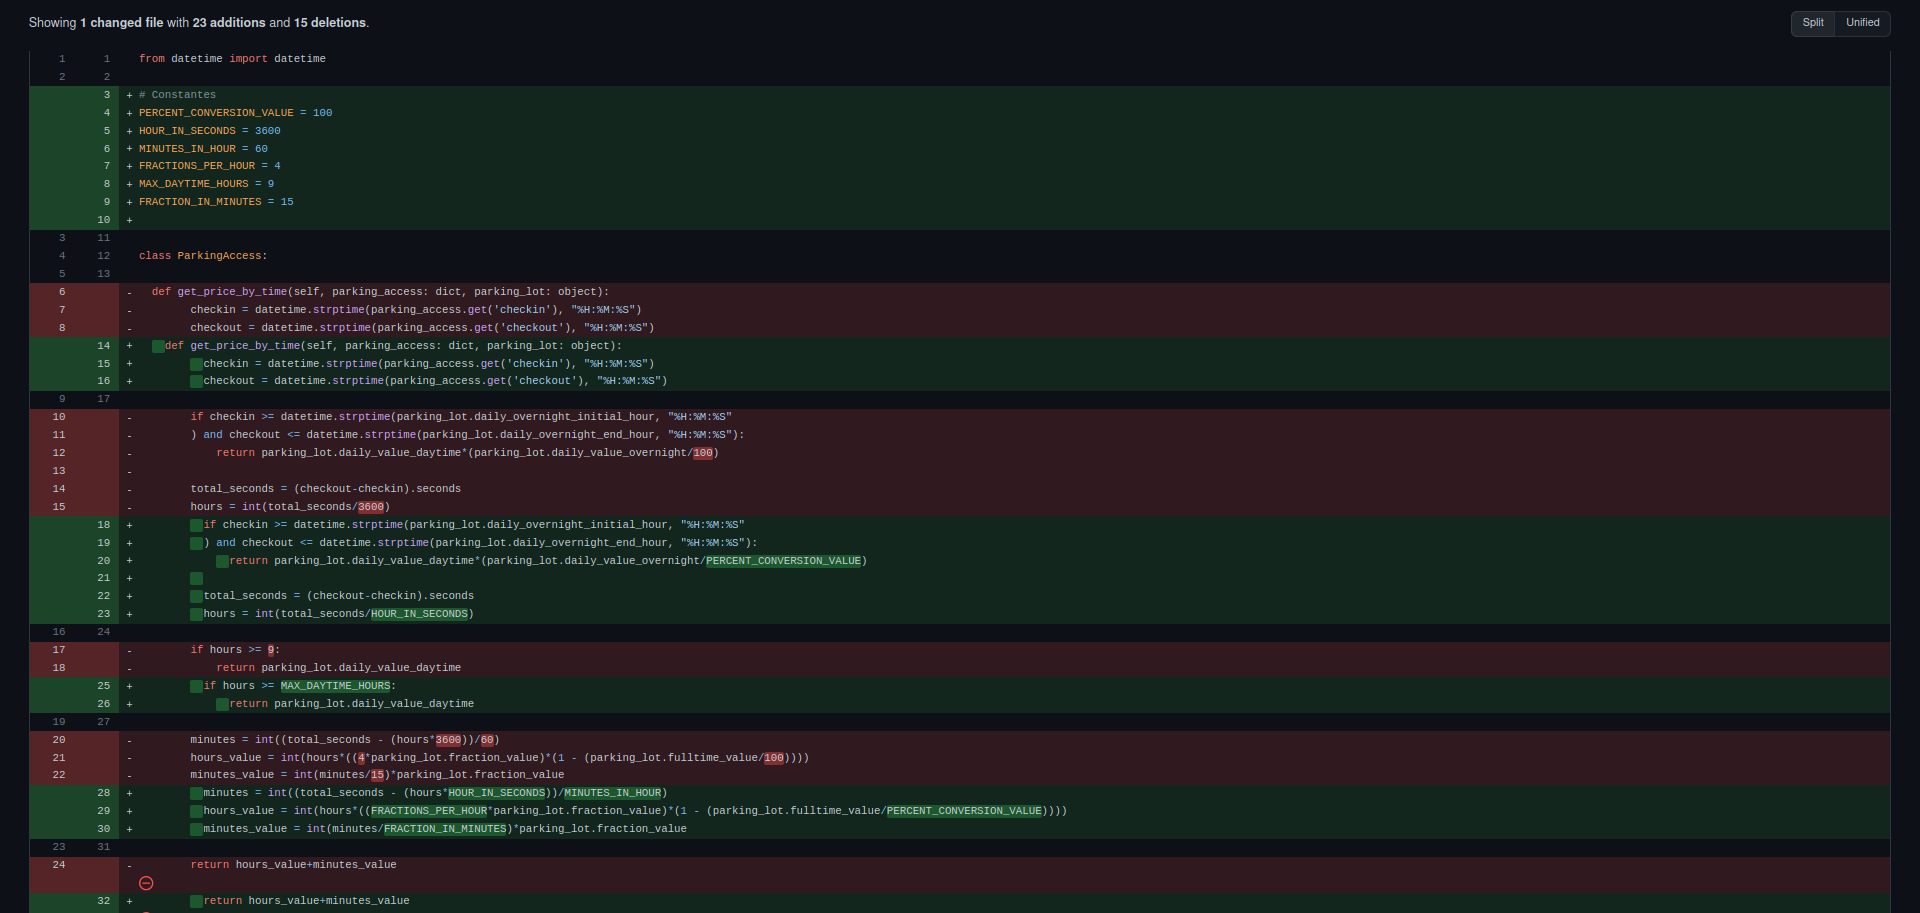 Showing 1 changed file with 23 additions and 15 deletions.
Split Unified
1 1 from datetime import datetime
2 2
3 + # Constantes
4 + PERCENT_CONVERSION_VALUE = 100
5 + HOUR_IN_SECONDS = 3600
6 + MINUTES_IN_HOUR = 60
7 + FRACTIONS_PER_HOUR = 4
8 + MAX_DAYTIME_HOURS = 9
9 + FRACTION_IN_MINUTES = 15
10 +
3 11
4 12 class ParkingAccess:
5 13
6 - def get_price_by_time(self, parking_access: dict, parking_lot: object):
7 - checkin = datetime.strptime(parking_access.get('checkin'), "%H:%M:%S")
8 - checkout = datetime.strptime(parking_access.get('checkout'), "%H:%M:%S")
14 + def get_price_by_time(self, parking_access: dict, parking_lot: object):
15 + checkin = datetime.strptime(parking_access.get('checkin'), "%H:%M:%S")
16 + checkout = datetime.strptime(parking_access.get('checkout'), "%H:%M:%S")
9 17
10 - if checkin >= datetime.strptime(parking_lot.daily_overnight_initial_hour, "%H:%M:%S"
11 - ) and checkout <= datetime.strptime(parking_lot.daily_overnight_end_hour, "%H:%M:%S"):
12 - return parking_lot.daily_value_daytime*(parking_lot.daily_value_overnight/100)
13 -
14 - total_seconds = (checkout-checkin).seconds
15 - hours = int(total_seconds/3600)
18 + if checkin >= datetime.strptime(parking_lot.daily_overnight_initial_hour, "%H:%M:%S"
19 + ) and checkout <= datetime.strptime(parking_lot.daily_overnight_end_hour, "%H:%M:%S"):
20 + return parking_lot.daily_value_daytime*(parking_lot.daily_value_overnight/PERCENT_CONVERSION_VALUE)
21 +
22 + total_seconds = (checkout-checkin).seconds
23 + hours = int(total_seconds/HOUR_IN_SECONDS)
16 24
17 - if hours >= 9:
18 - return parking_lot.daily_value_daytime
25 + if hours >= MAX_DAYTIME_HOURS:
26 + return parking_lot.daily_value_daytime
19 27
20 - minutes = int((total_seconds - (hours*3600))/60)
21 - hours_value = int(hours*((4*parking_lot.fraction_value)*(1 - (parking_lot.fulltime_value/100))))
22 - minutes_value = int(minutes/15)*parking_lot.fraction_value
28 + minutes = int((total_seconds - (hours*HOUR_IN_SECONDS))/MINUTES_IN_HOUR)
29 + hours_value = int(hours*((FRACTIONS_PER_HOUR*parking_lot.fraction_value)*(1 - (parking_lot.fulltime_value/PERCENT_CONVERSION_VALUE))))
30 + minutes_value = int(minutes/FRACTION_IN_MINUTES)*parking_lot.fraction_value
23 31
24 - return hours_value+minutes_value
32 + return hours_value+minutes_value